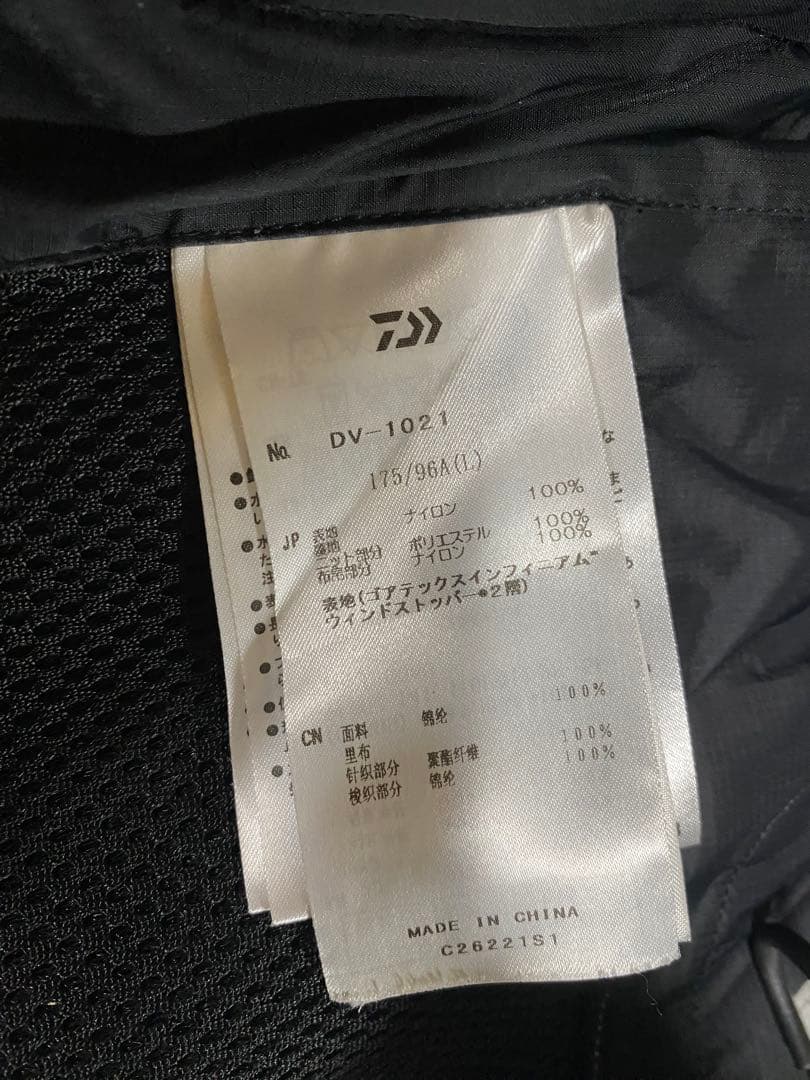 No. DV-1021
175/96A(L)
JP 表地 ナイロン 100%
裏地
ニット部分 ポリエステル 100%
布帛部分 ナイロン 100%
表地(ゴアテックスインフィニアム™
ウィンドストッパー®2層)
CN 面料 锦纶 100%
里布
针织部分 聚酯纤维 100%
梭织部分 锦纶 100%
MADE IN CHINA
C26221S1